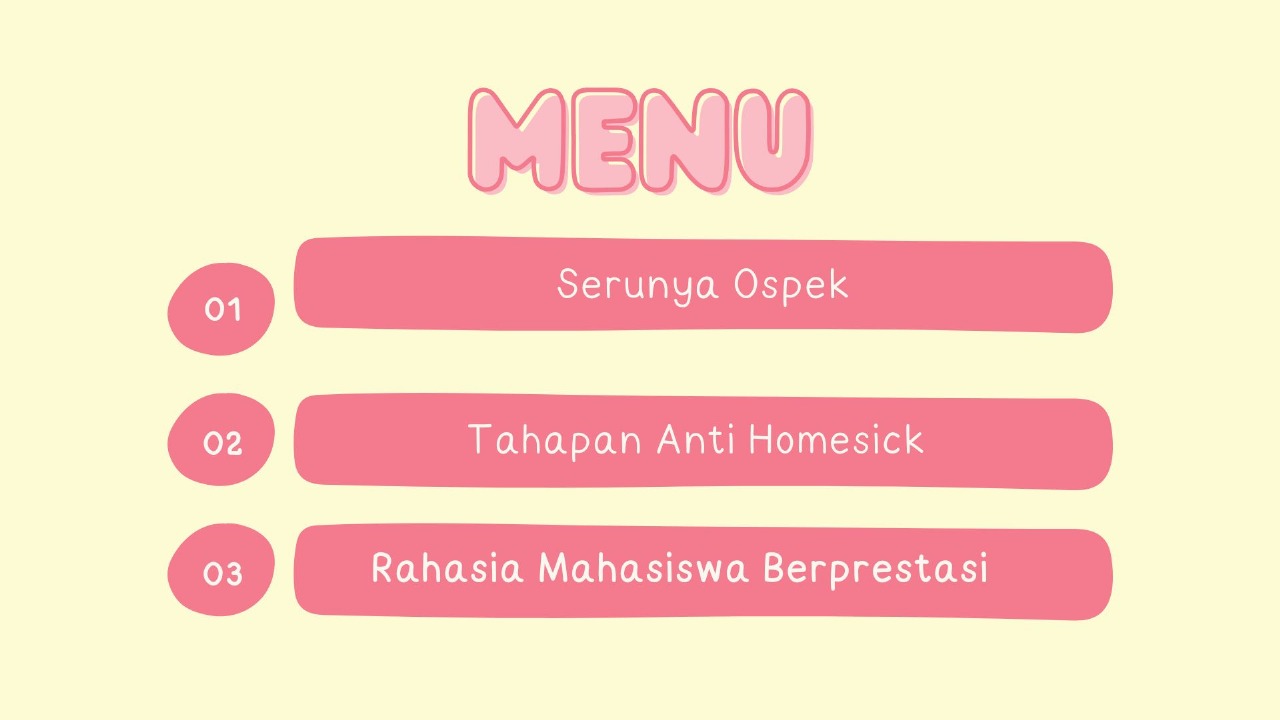 MENU
01
Serunya Ospek
02
Tahapan Anti Homesick
03
Rahasia Mahasiswa Berprestasi